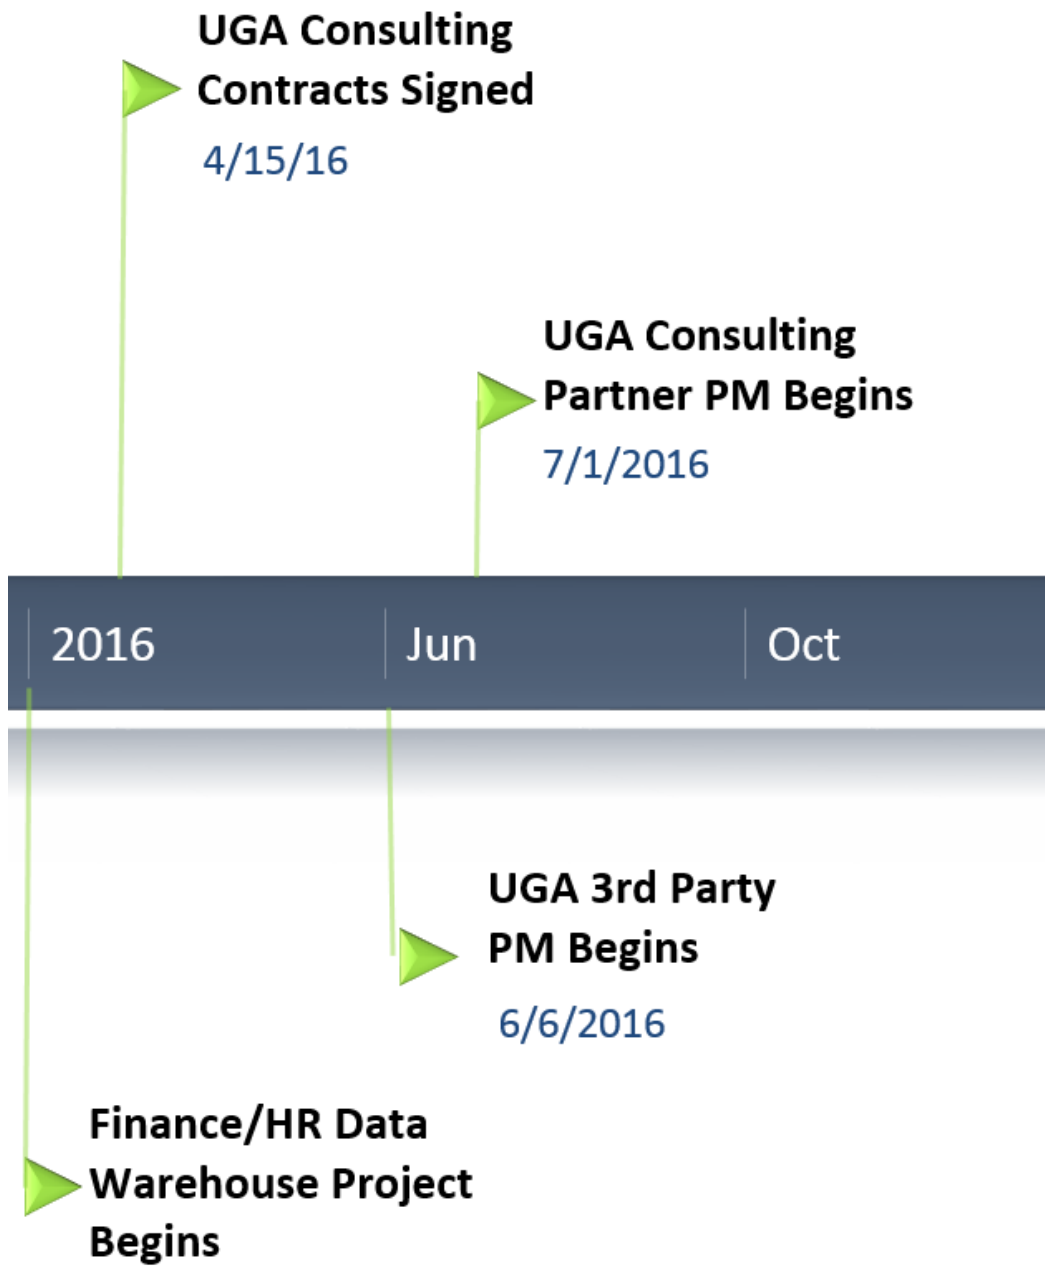 UGA Consulting
Contracts Signed
4/15/16
UGA Consulting
Partner PM Begins
7/1/2016
2016
Jun
Oct
UGA 3rd Party
PM Begins
6/6/2016
Finance/HR Data
Warehouse Project
Begins